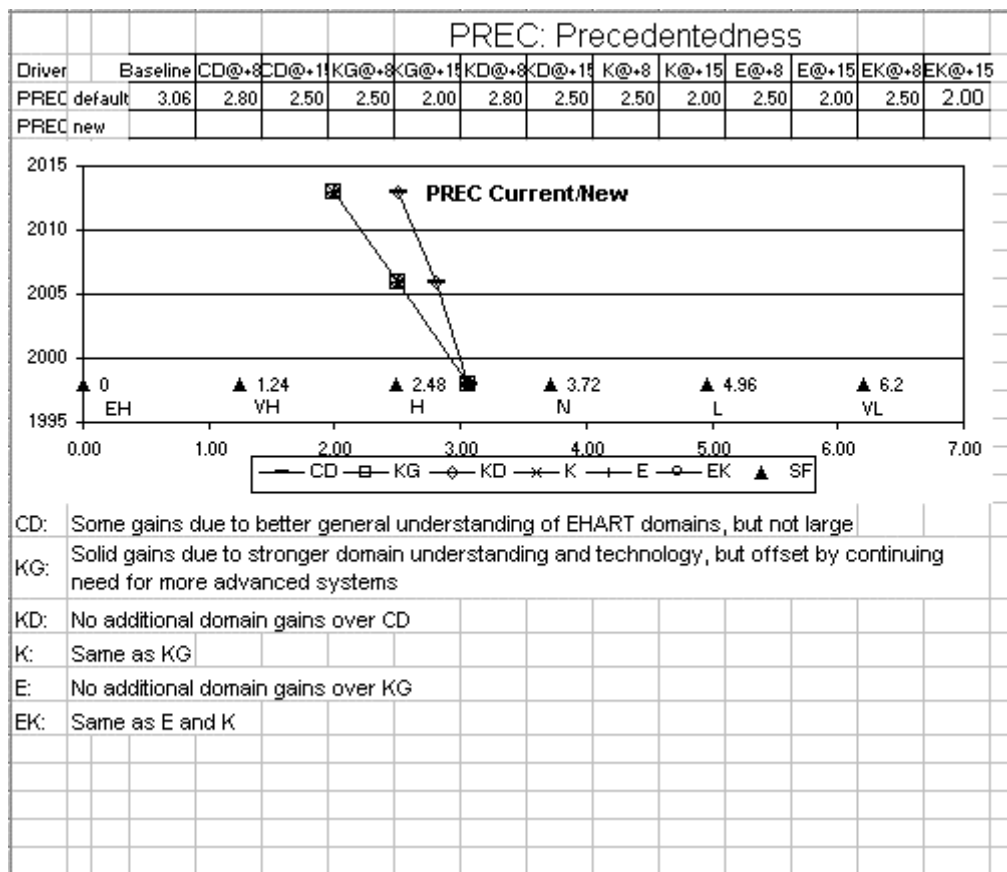 PREC: Precedentedness
Driver Baseline CD@+8 CD@+15 KG@+8 KG@+15 KD@+8 KD@+15 K@+8 K@+15 E@+8 E@+15 EK@+8 EK@+15
PREC default 3.06 2.80 2.50 2.50 2.00 2.80 2.50 2.50 2.00 2.50 2.00 2.50 2.00
PREC new
2015
PREC Current/New
2010
2005
2000
0 1.24 2.48 3.72 4.96 6.2
EH VH H N L VL
1995
0.00 1.00 2.00 3.00 4.00 5.00 6.00 7.00
CD KG KD K E EK SF
CD: Some gains due to better general understanding of EHART domains, but not large
KG: Solid gains due to stronger domain understanding and technology, but offset by continuing
need for more advanced systems
KD: No additional domain gains over CD
K: Same as KG
E: No additional domain gains over KG
EK: Same as E and K